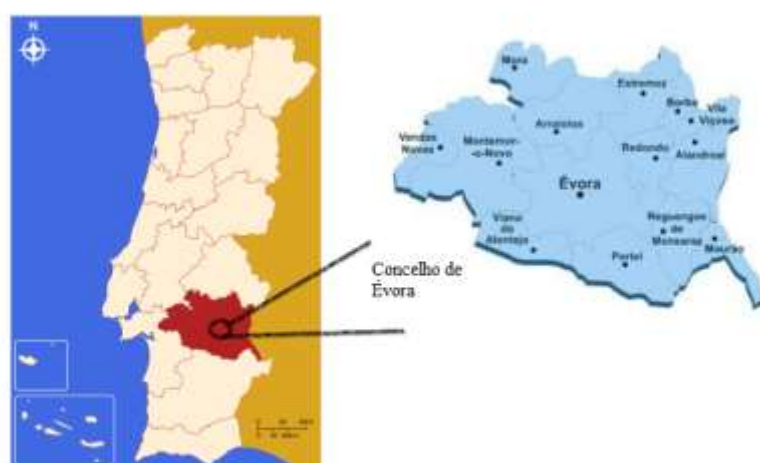 N
Mora
Estremoz
Borba
Vila
Viçosa
Arraiolos
Vendas
Novas
Montemor-
-o-Novo
Redondo
Alandroal
Évora
Viana
do
Alentejo
Reguengos
de
Monsaraz
Mourão
Portel
Concelho de
Évora